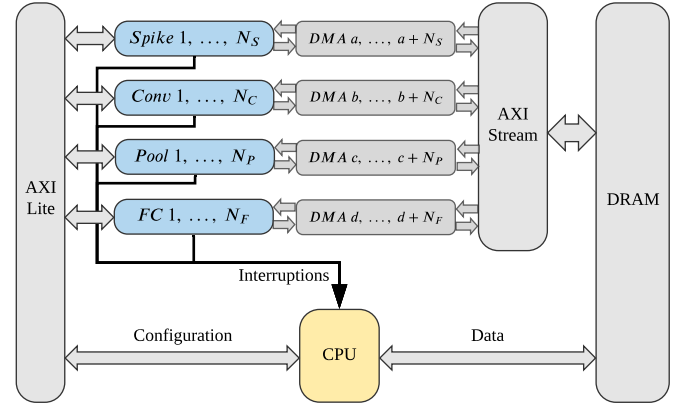 Spike 1, ..., N_S
DMA a, ..., a + N_S
Conv 1, ..., N_C
DMA b, ..., b + N_C
AXI
Stream
Pool 1, ..., N_P
DMA c, ..., c + N_P
AXI
Lite
DRAM
FC 1, ..., N_F
DMA d, ..., d + N_F
Interruptions
Configuration
CPU
Data